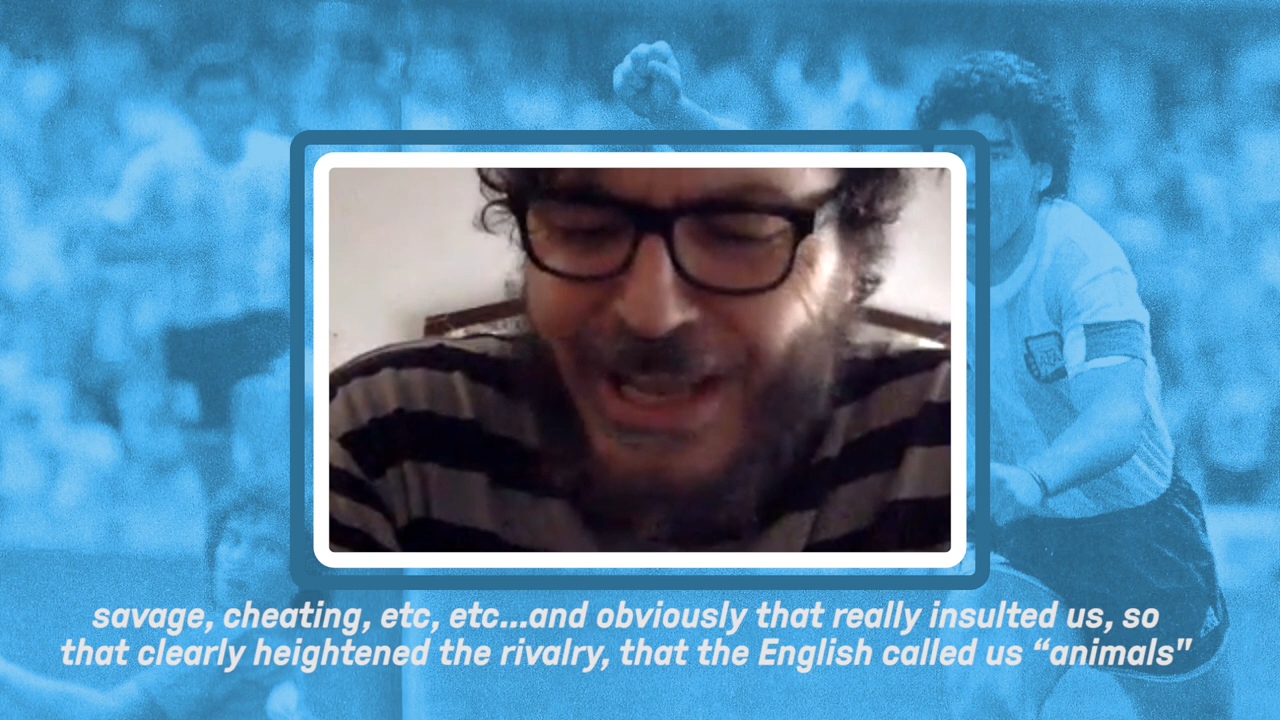 savage, cheating, etc, etc...and obviously that really insulted us, so
that clearly heightened the rivalry, that the English called us “animals"